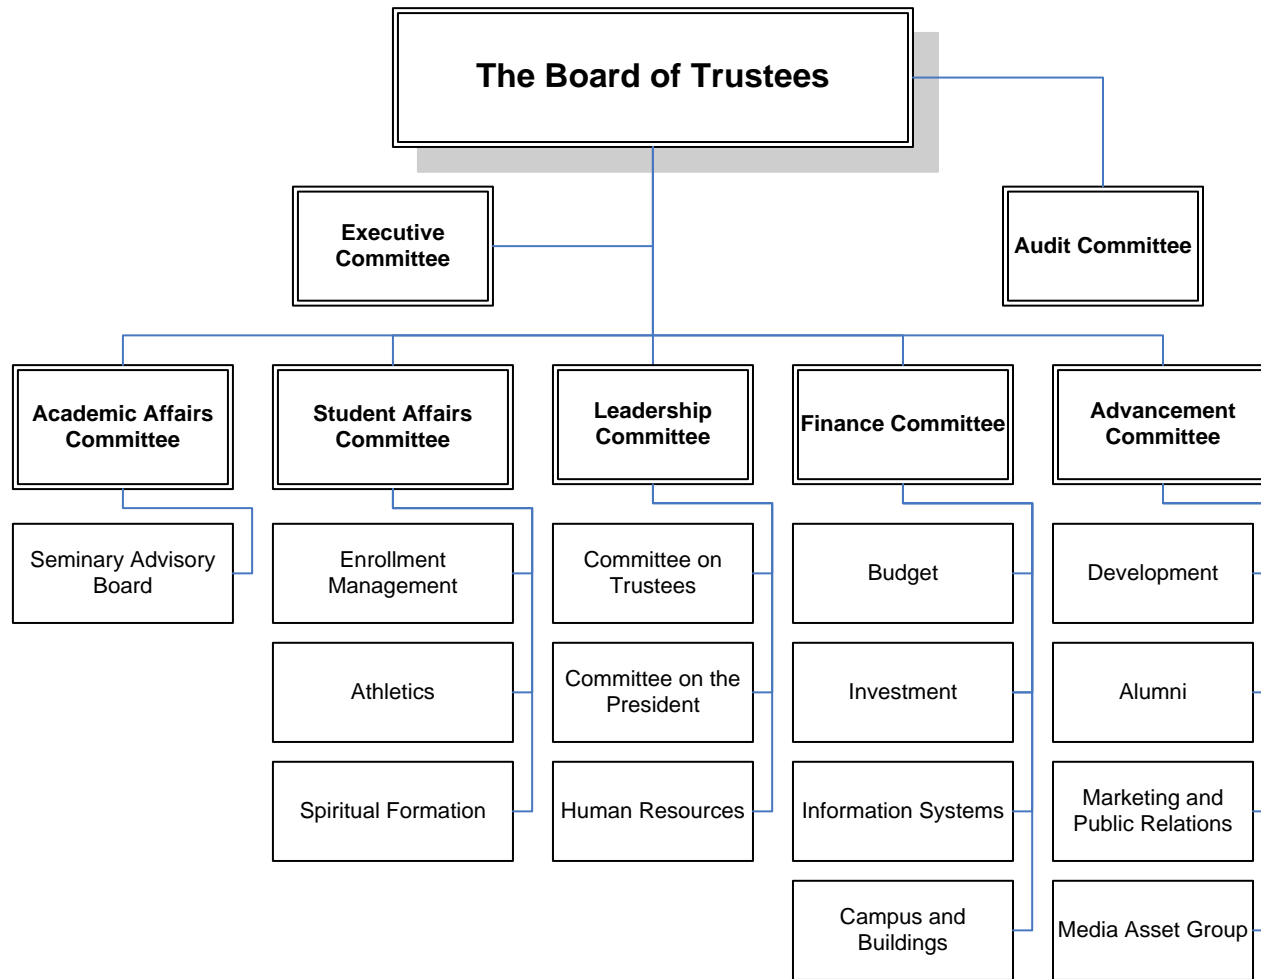 The Board of Trustees
Executive
Committee
Audit Committee
Academic Affairs
Committee
Student Affairs
Committee
Leadership
Committee
Finance Committee
Advancement
Committee
Seminary Advisory
Board
Enrollment
Management
Committee on
Trustees
Budget
Development
Athletics
Committee on the
President
Investment
Alumni
Spiritual Formation
Human Resources
Information Systems
Marketing and
Public Relations
Campus and
Buildings
Media Asset Group